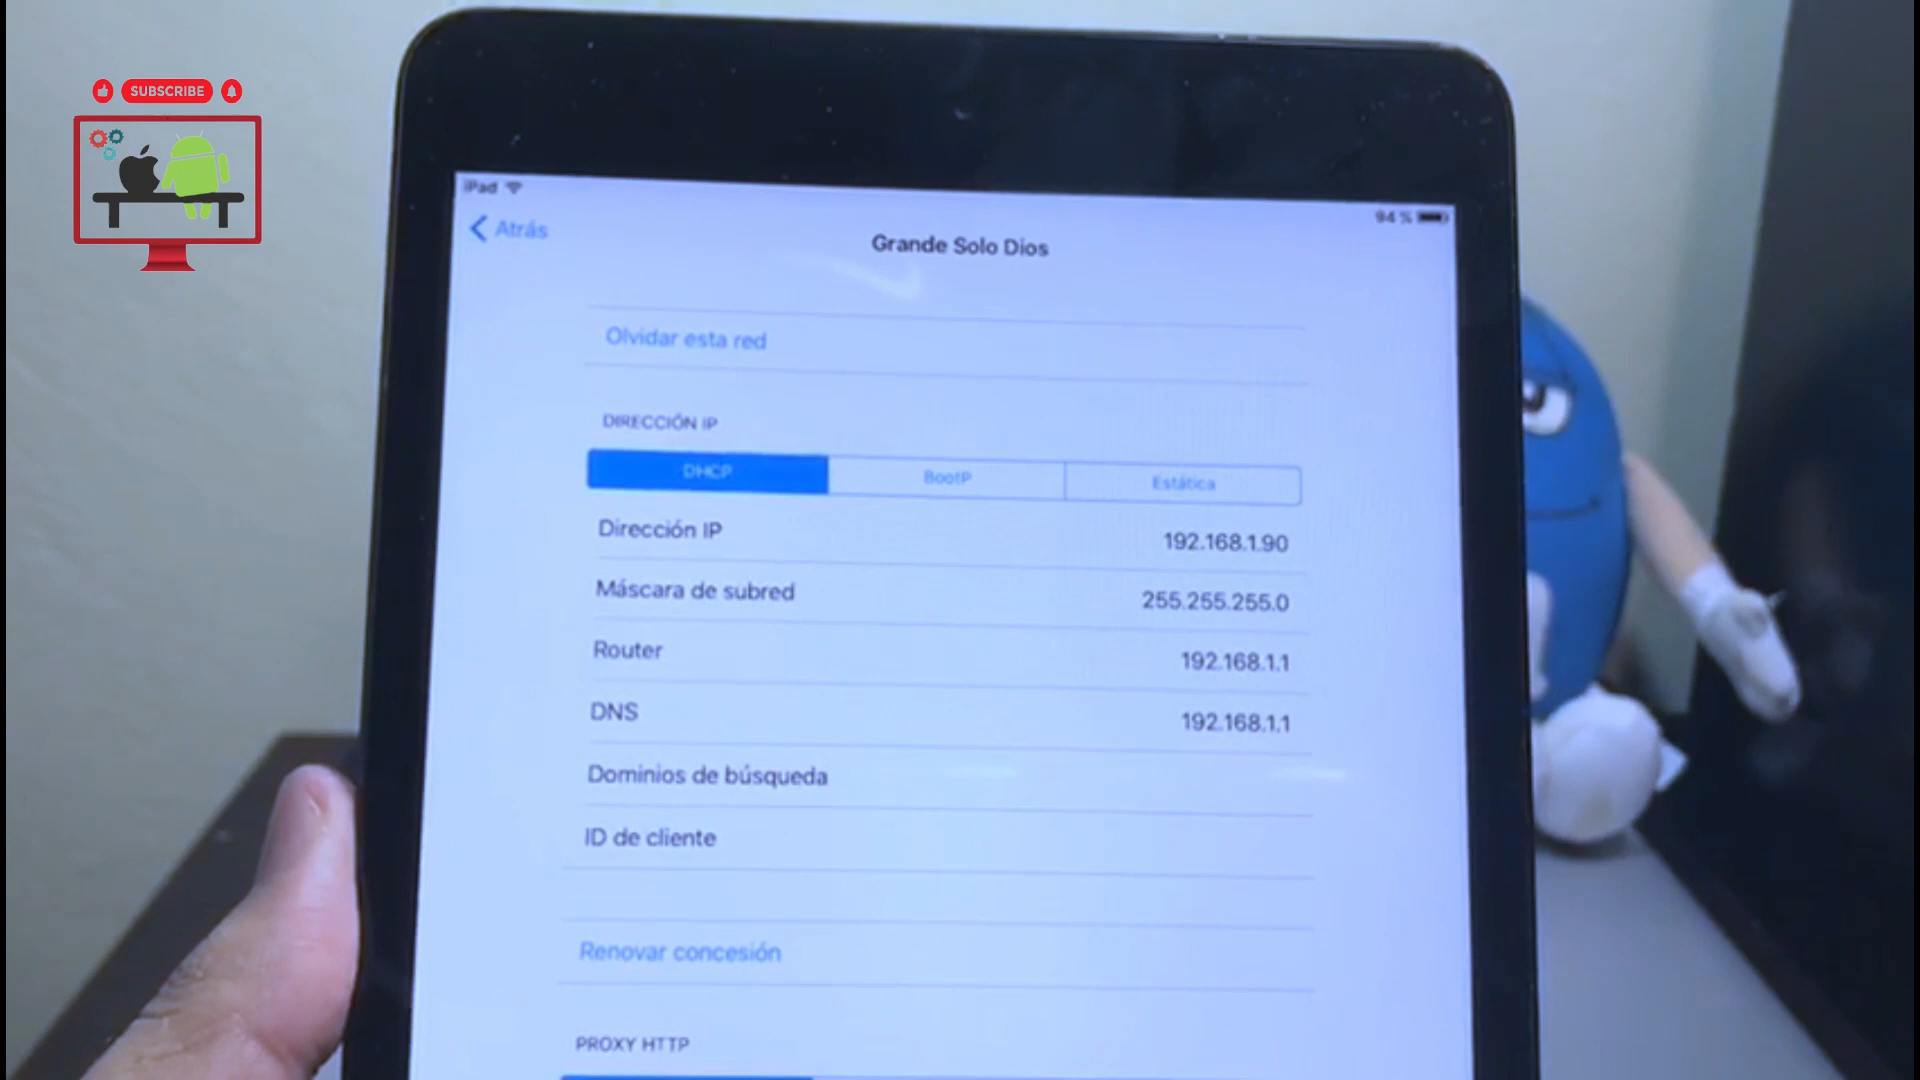 SUBSCRIBE
iPad
94 %
Atrás
Grande Solo Dios
Olvidar esta red
DIRECCIÓN IP
DHCP
BootP
Estática
Dirección IP
192.168.1.90
Máscara de subred
255.255.255.0
Router
192.168.1.1
DNS
192.168.1.1
Dominios de búsqueda
ID de cliente
Renovar concesión
PROXY HTTP